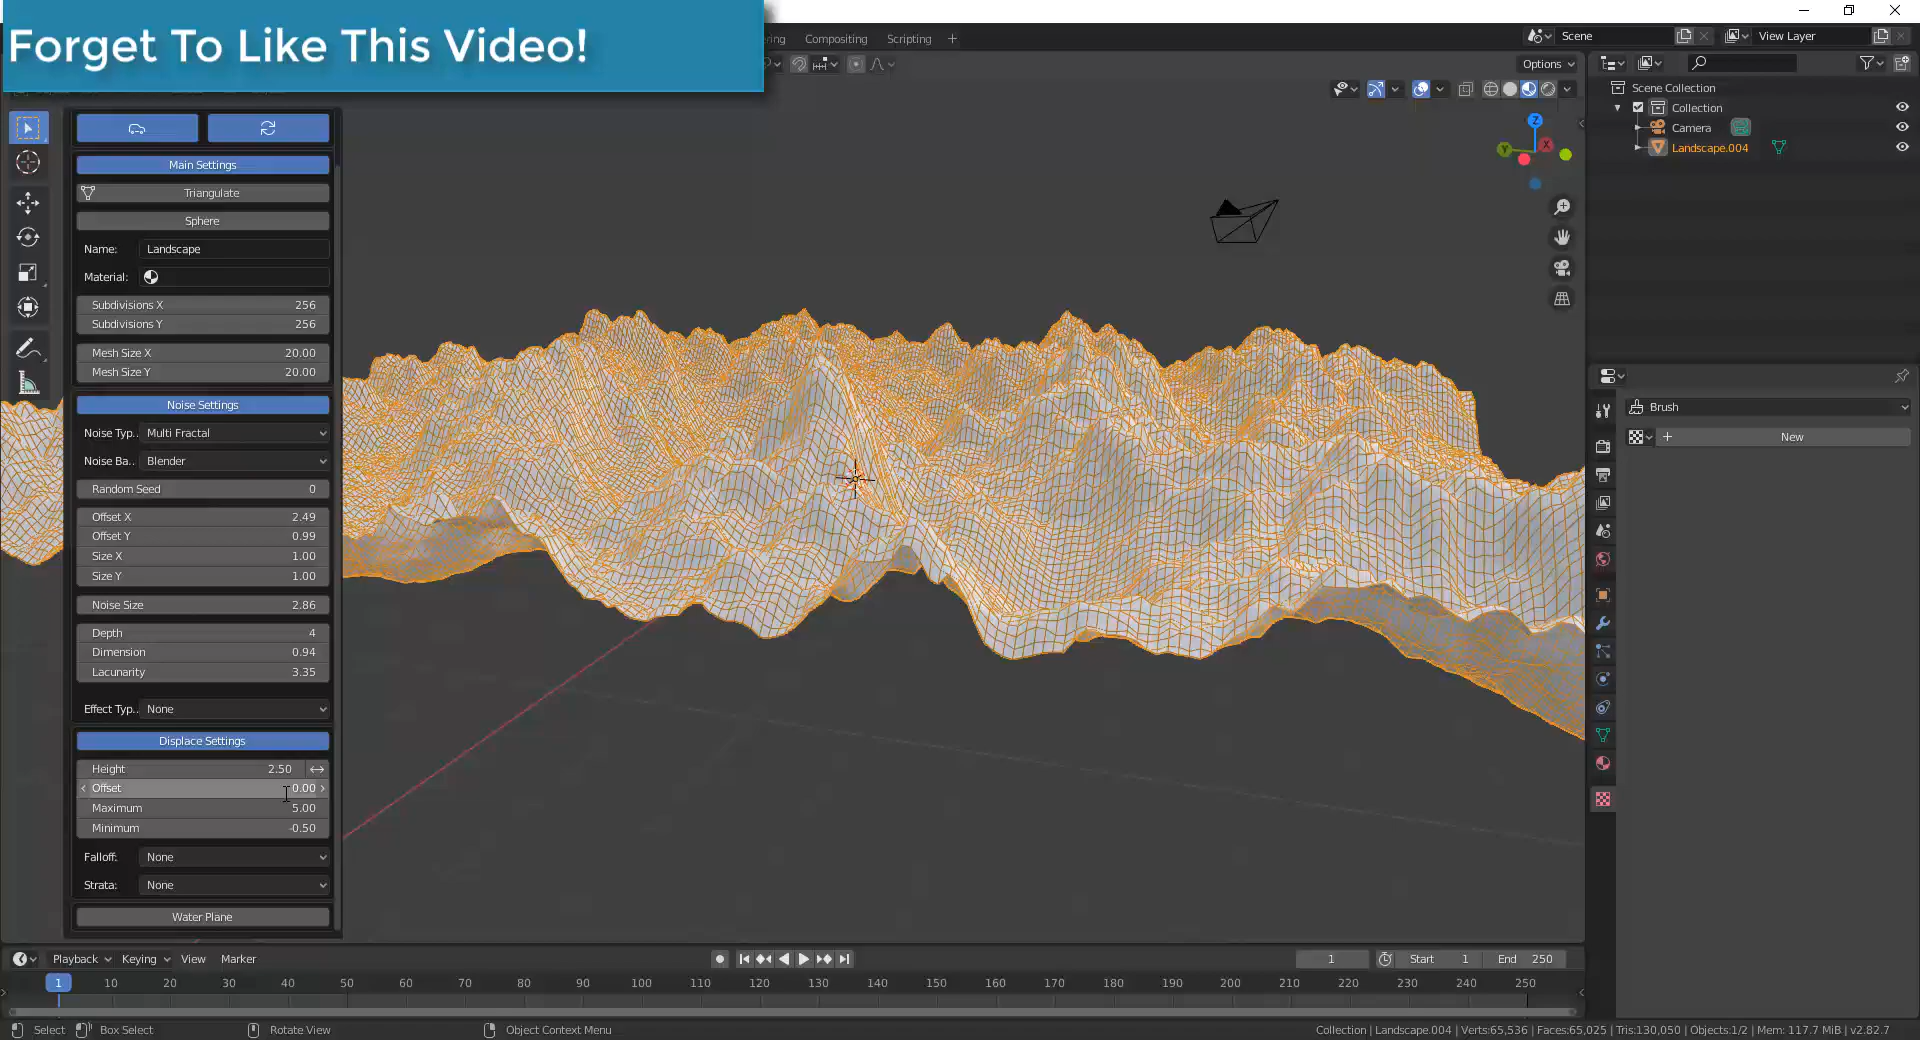 Forget To Like This Video!
Compositing
Scripting
Scene
View Layer
Options
Main Settings
Triangulate
Sphere
Name: Landscape
Material:
Subdivisions X 256
Subdivisions Y 256
Mesh Size X 20.00
Mesh Size Y 20.00
Noise Settings
Noise Typ.. Multi Fractal
Noise Ba.. Blender
Random Seed 0
Offset X 2.49
Offset Y 0.99
Size X 1.00
Size Y 1.00
Noise Size 2.86
Depth 4
Dimension 0.94
Lacunarity 3.35
Effect Typ.. None
Displace Settings
Height 2.50
Offset 0.00
Maximum 5.00
Minimum -0.50
Falloff: None
Strata: None
Water Plane
Z
Y
X
Scene Collection
Collection
Camera
Landscape.004
Brush
New
Playback Keying View Marker
1 Start 1 End 250
1 10 20 30 40 50 60 70 80 90 100 110 120 130 140 150 160 170 180 190 200 210 220 230 240 250
Select Box Select Rotate View Object Context Menu
Collection | Landscape.004 | Verts:65,536 | Faces:65,025 | Tris:130,050 | Objects:1/2 | Mem: 117.7 MiB | v2.82.7